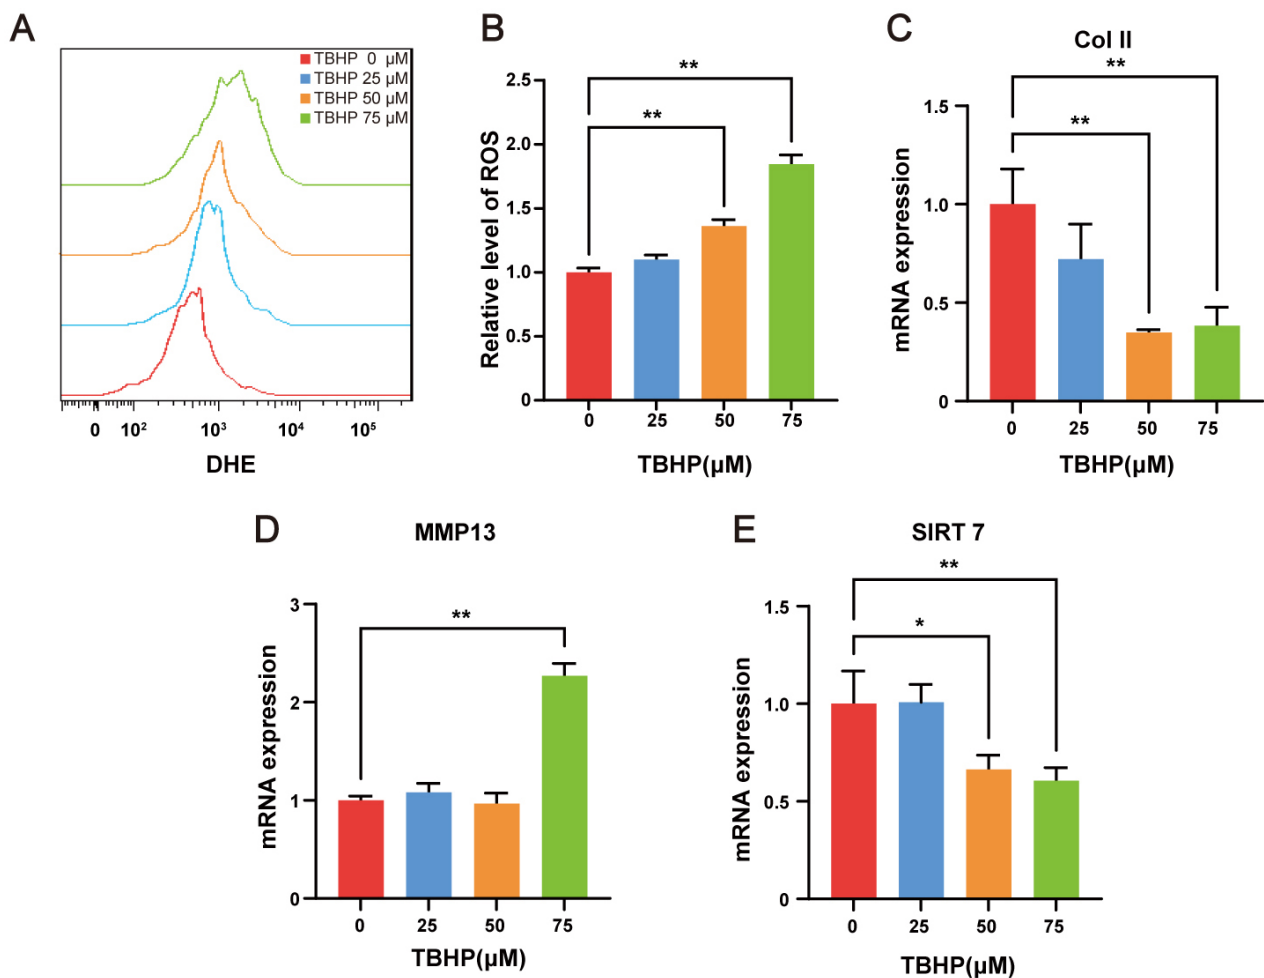 A
TBHP 0 μM
TBHP 25 μM
TBHP 50 μM
TBHP 75 μM
0 10² 10³ 10⁴ 10⁵
DHE
B
Relative level of ROS
2.5
2.0
1.5
1.0
0.5
0
**
**
0 25 50 75
TBHP(μM)
C
Col II
mRNA expression
1.5
1.0
0.5
0
**
**
0 25 50 75
TBHP(μM)
D
MMP13
mRNA expression
3
2
1
0
**
0 25 50 75
TBHP(μM)
E
SIRT 7
mRNA expression
1.5
1.0
0.5
0
**
*
0 25 50 75
TBHP(μM)